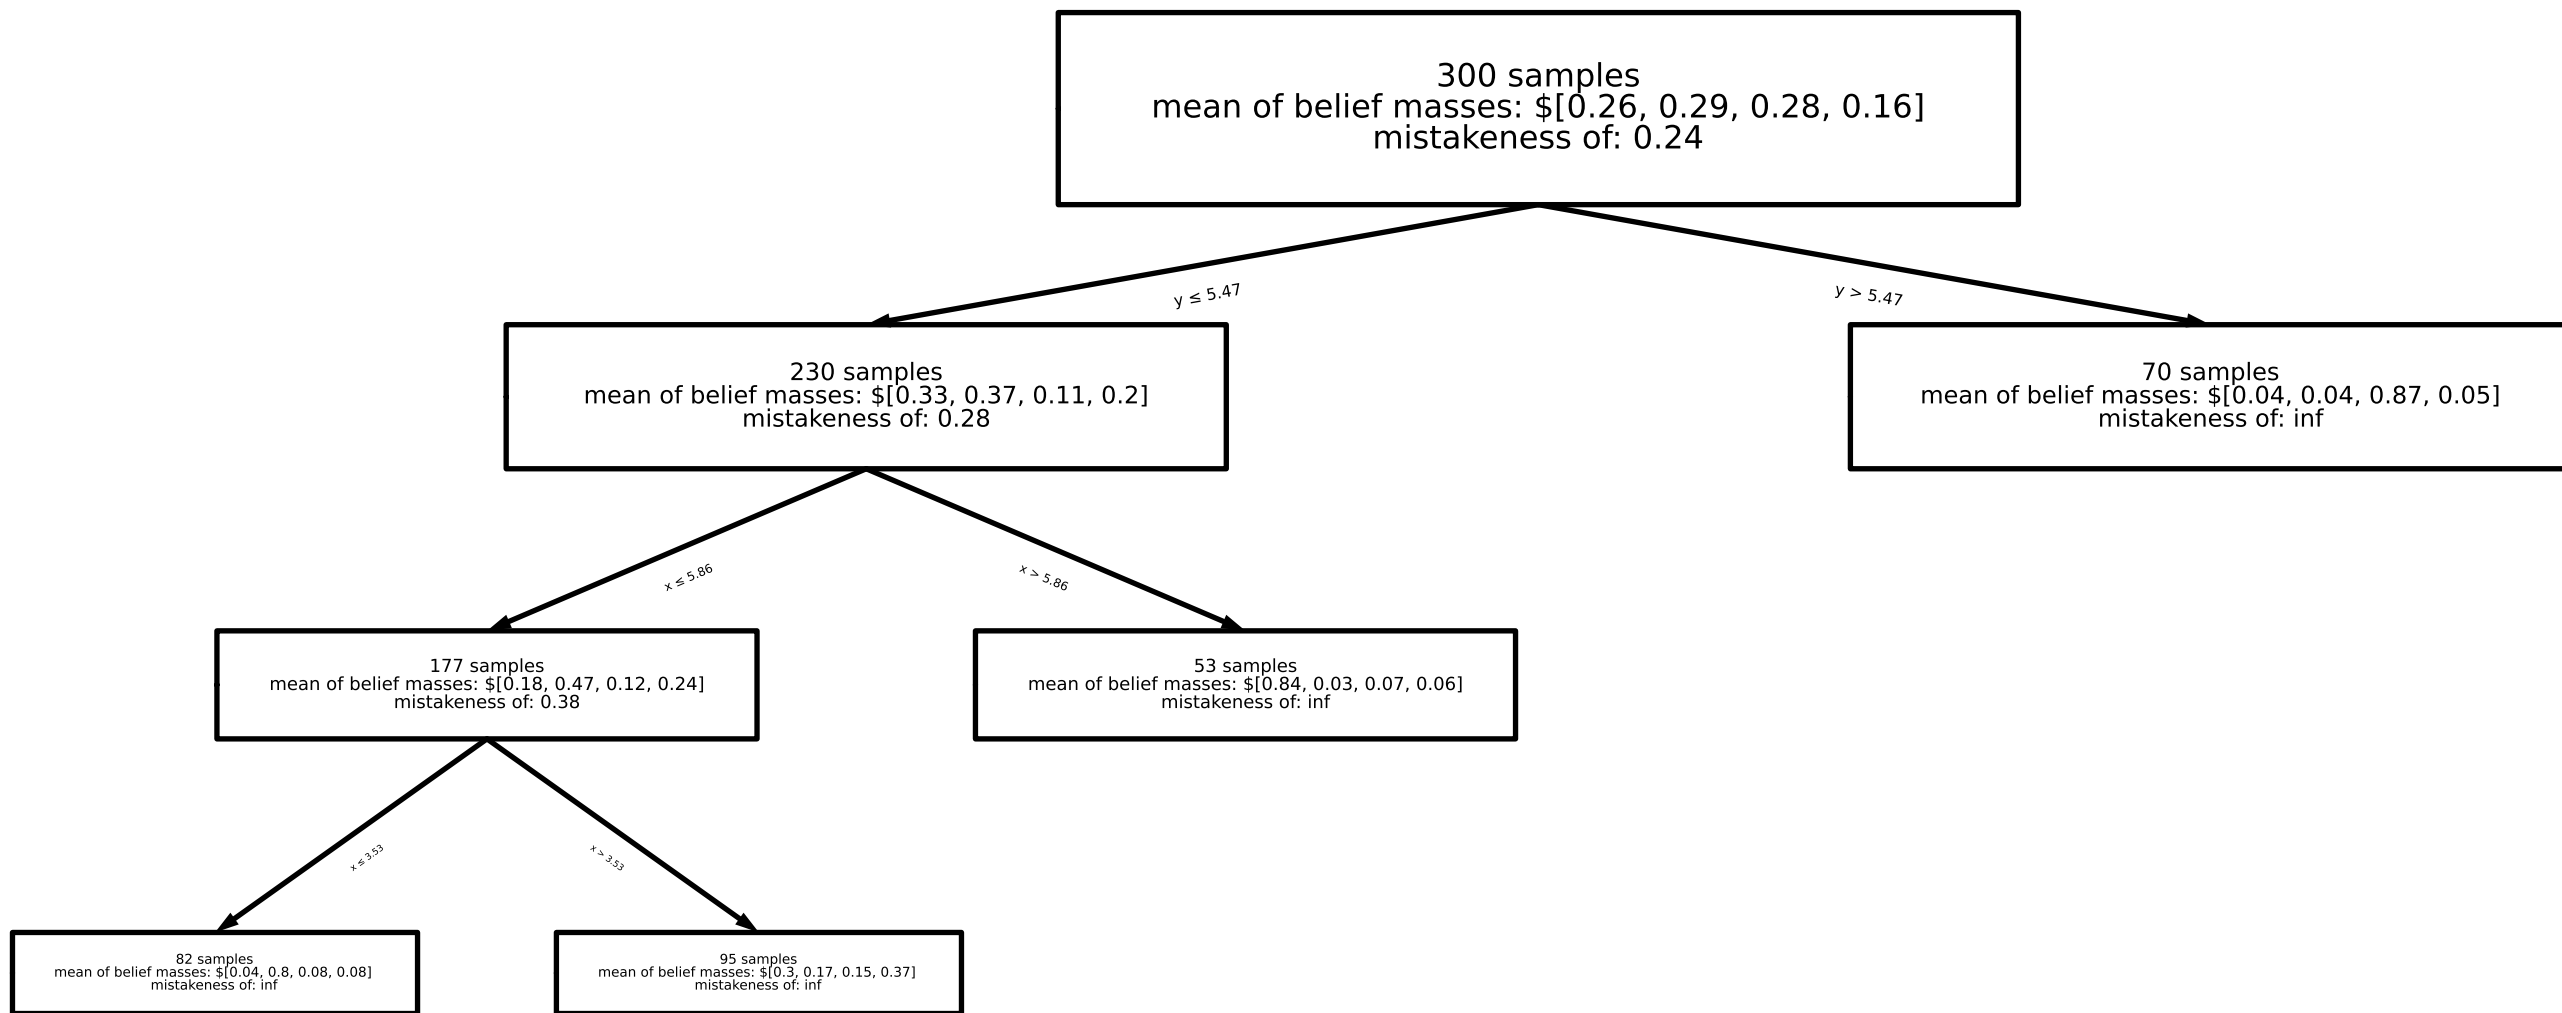 300 samples
mean of belief masses: $[0.26, 0.29, 0.28, 0.16]
mistakeness of: 0.24
y ≤ 5.47
y > 5.47
230 samples
mean of belief masses: $[0.33, 0.37, 0.11, 0.2]
mistakeness of: 0.28
70 samples
mean of belief masses: $[0.04, 0.04, 0.87, 0.05]
mistakeness of: inf
x ≤ 5.86
x > 5.86
177 samples
mean of belief masses: $[0.18, 0.47, 0.12, 0.24]
mistakeness of: 0.38
53 samples
mean of belief masses: $[0.84, 0.03, 0.07, 0.06]
mistakeness of: inf
x ≤ 3.53
x > 3.53
82 samples
mean of belief masses: $[0.04, 0.8, 0.08, 0.08]
mistakeness of: inf
95 samples
mean of belief masses: $[0.3, 0.17, 0.15, 0.37]
mistakeness of: inf